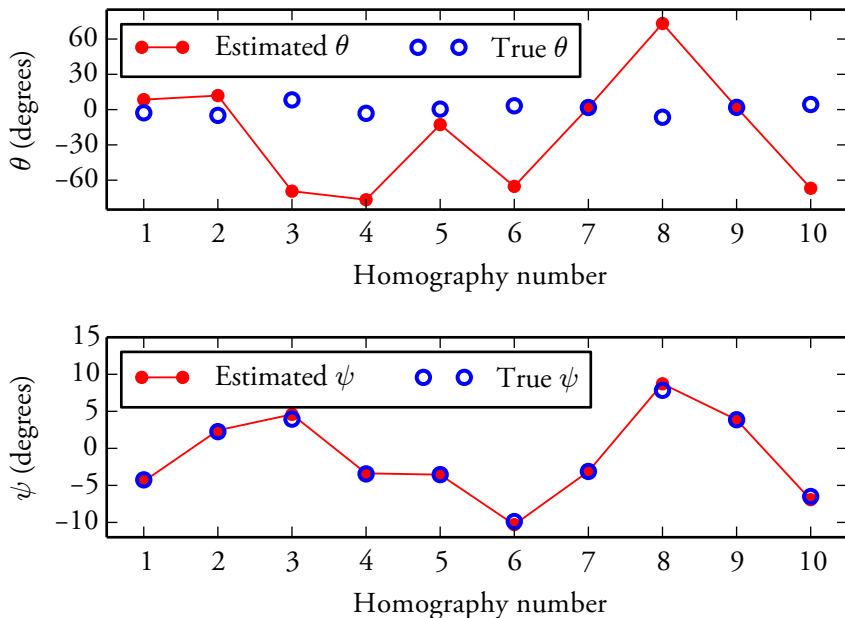 60
30
0
−30
−60
θ (degrees)
Estimated θ True θ
1 2 3 4 5 6 7 8 9 10
Homography number
15
10
5
0
−5
−10
ψ (degrees)
Estimated ψ True ψ
1 2 3 4 5 6 7 8 9 10
Homography number